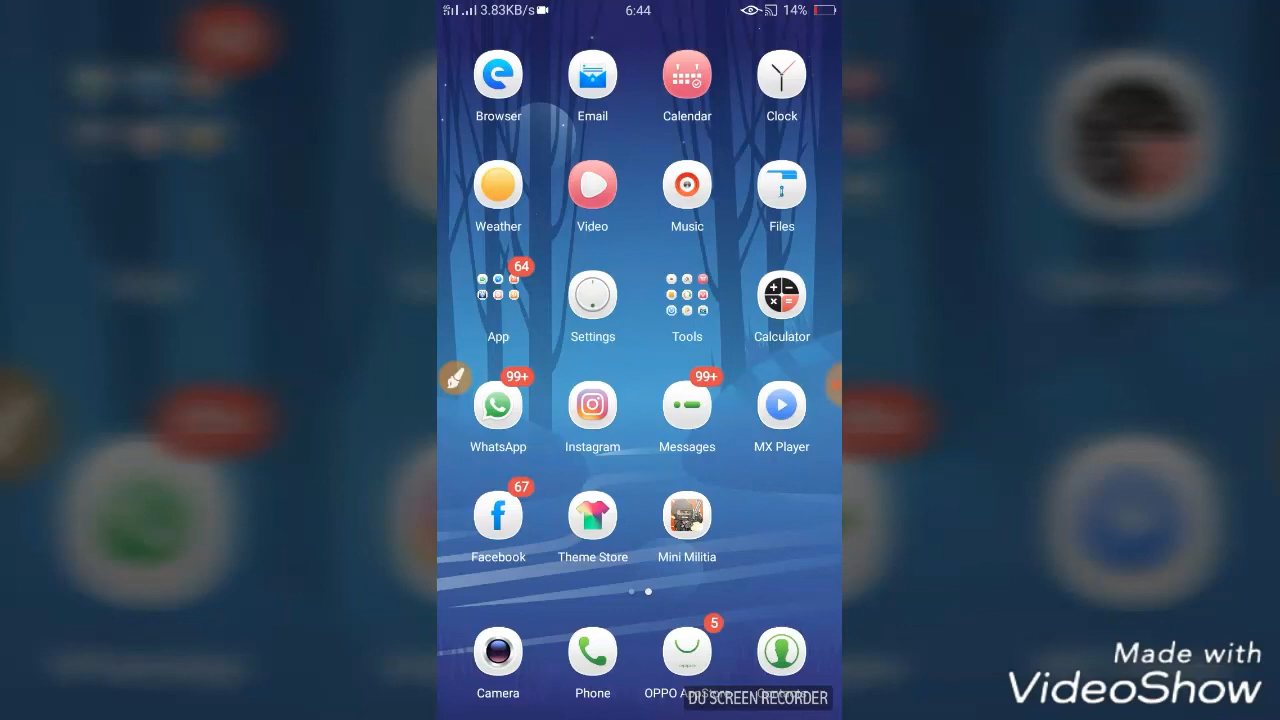 3.83KB/s 6:44 14%
Browser Email Calendar Clock
Weather Video Music Files
64
App Settings Tools Calculator
99+ 99+
WhatsApp Instagram Messages MX Player
67
Facebook Theme Store Mini Militia
5
Camera Phone OPPO App Store Contacts
DU SCREEN RECORDER
Made with
VideoShow